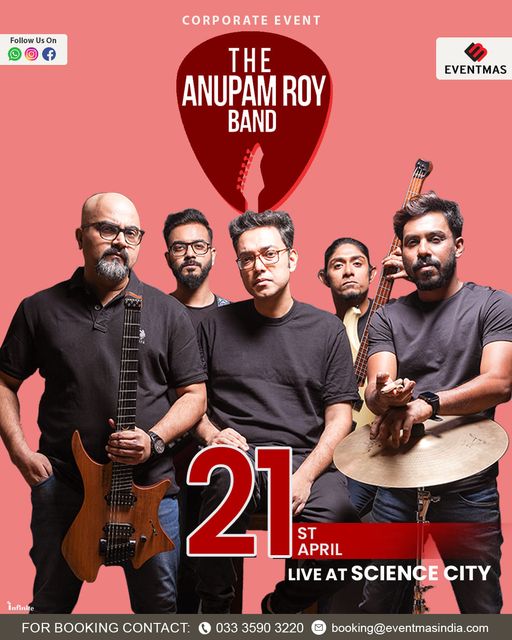 CORPORATE EVENT
Follow Us On
EVENTMAS
THE
ANUPAM ROY
BAND
21
ST
APRIL
LIVE AT SCIENCE CITY
Infinite
FOR BOOKING CONTACT: 033 3590 3220 booking@eventmasindia.com